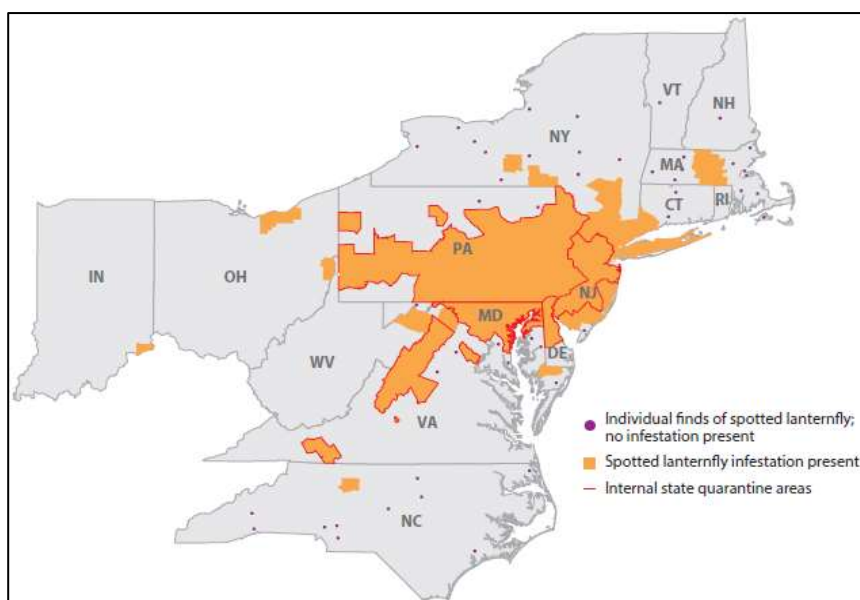 VT
NH
NY
MA
CT
RI
PA
IN
OH
NJ
MD
DE
WV
VA
NC
Individual finds of spotted lanternfly;
no infestation present
Spotted lanternfly infestation present
Internal state quarantine areas